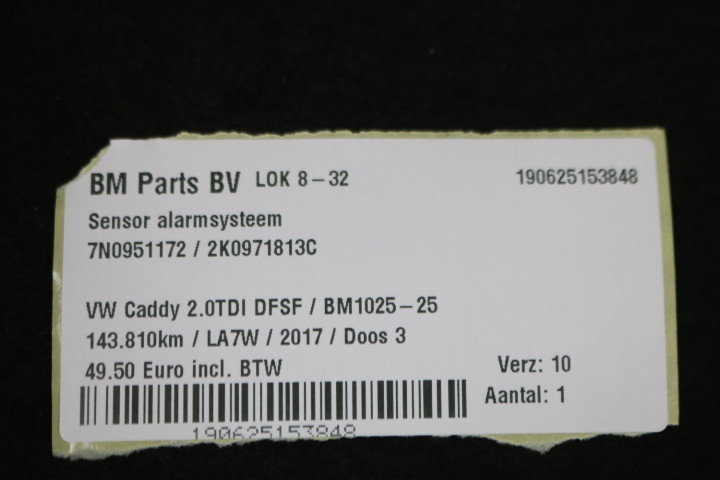 BM Parts BV LOK 8-32 190625153848
Sensor alarmsysteem
7N0951172 / 2K0971813C
VW Caddy 2.0TDI DFSF / BM1025-25
143.810km / LA7W / 2017 / Doos 3
49.50 Euro incl. BTW Verz: 10
Aantal: 1
190625153848